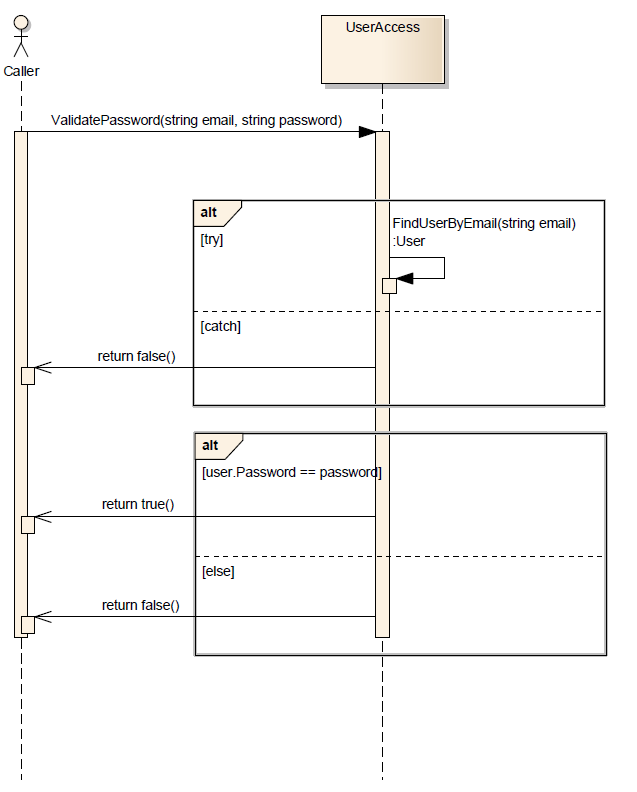 UserAccess
Caller
ValidatePassword(string email, string password)
alt
FindUserByEmail(string email)
:User
[try]
[catch]
return false()
alt
[user.Password == password]
return true()
[else]
return false()